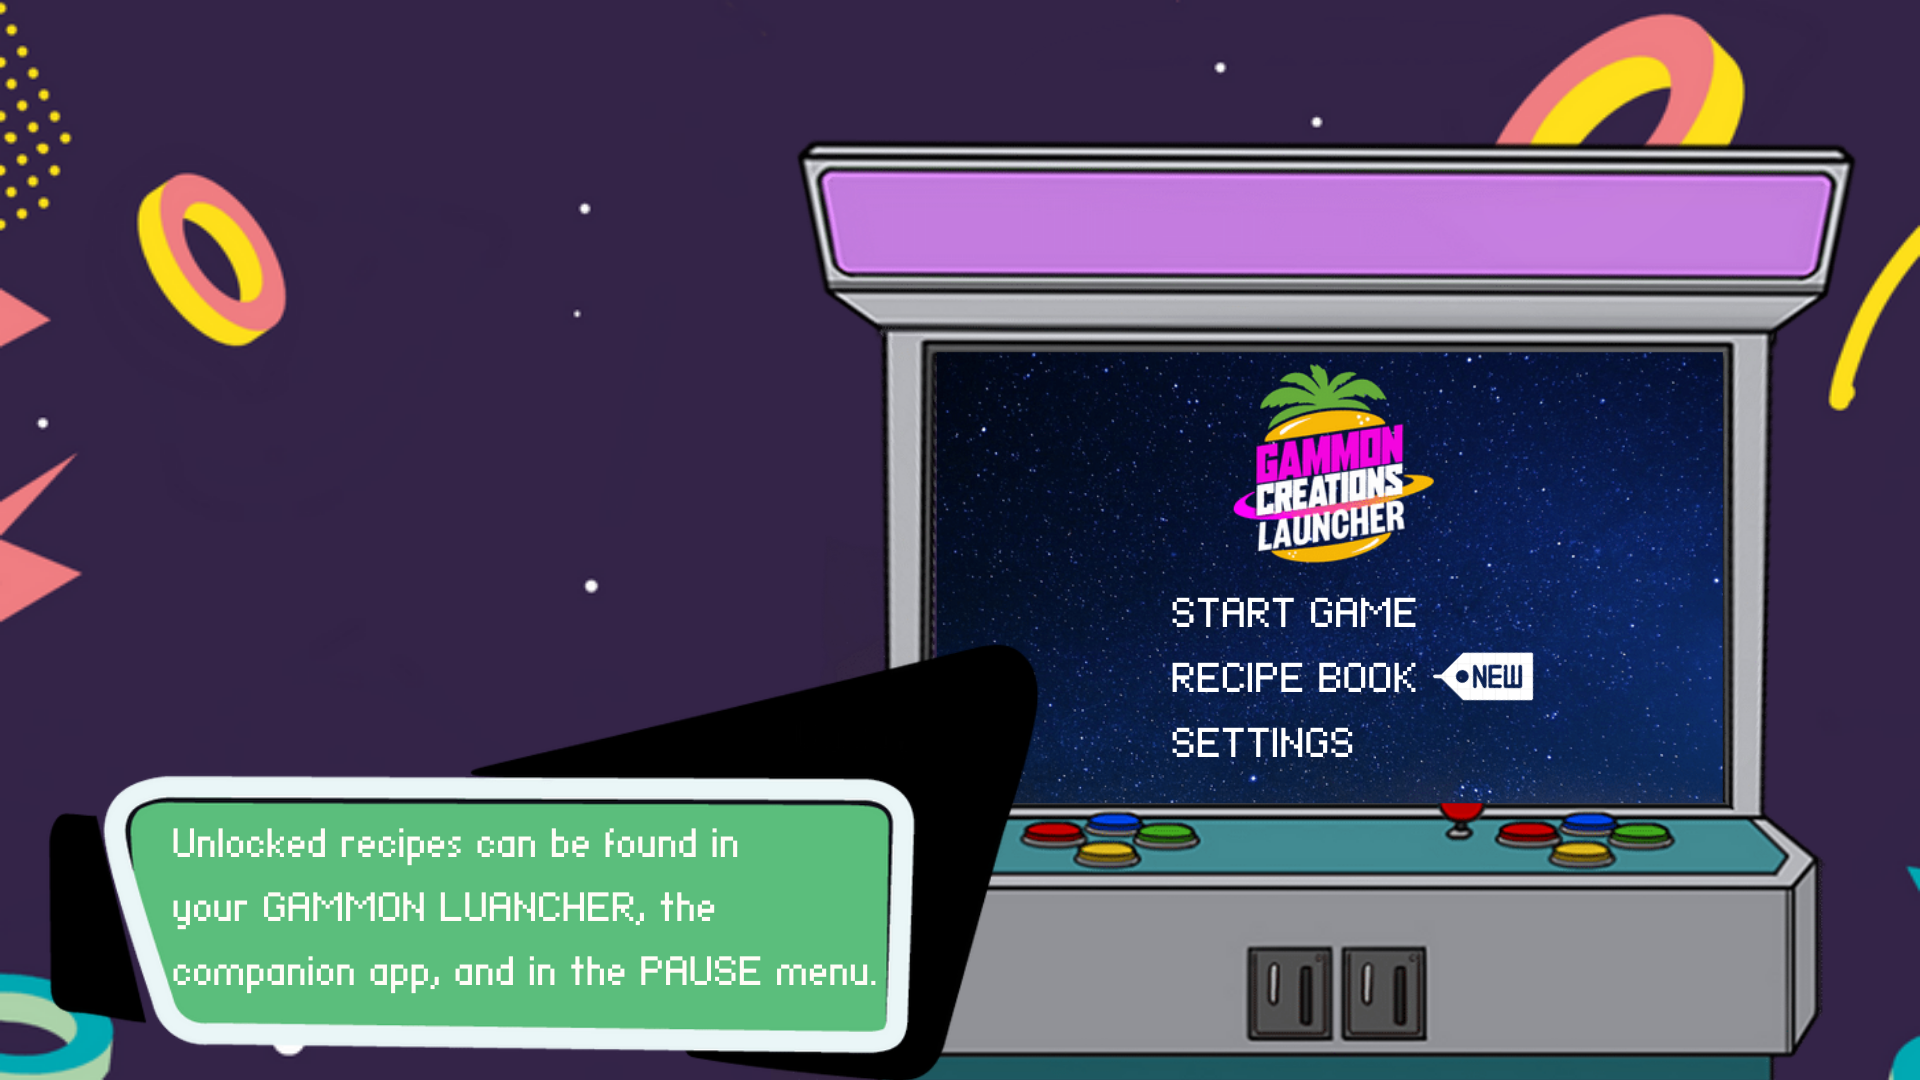 GAMMON
CREATIONS
LAUNCHER
START GAME
RECIPE BOOK NEW
SETTINGS
Unlocked recipes can be found in
your GAMMON LUANCHER, the
companion app, and in the PAUSE menu.